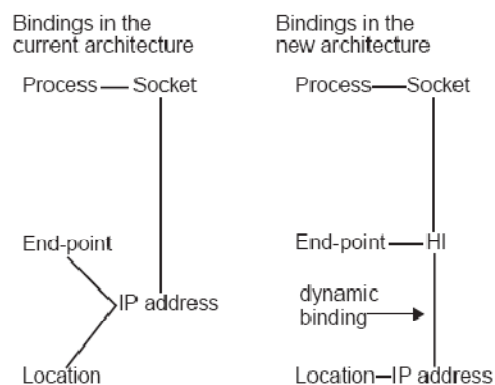 Bindings in the
current architecture
Process Socket
End-point
IP address
Location
Bindings in the
new architecture
Process Socket
End-point HI
dynamic
binding
Location IP address